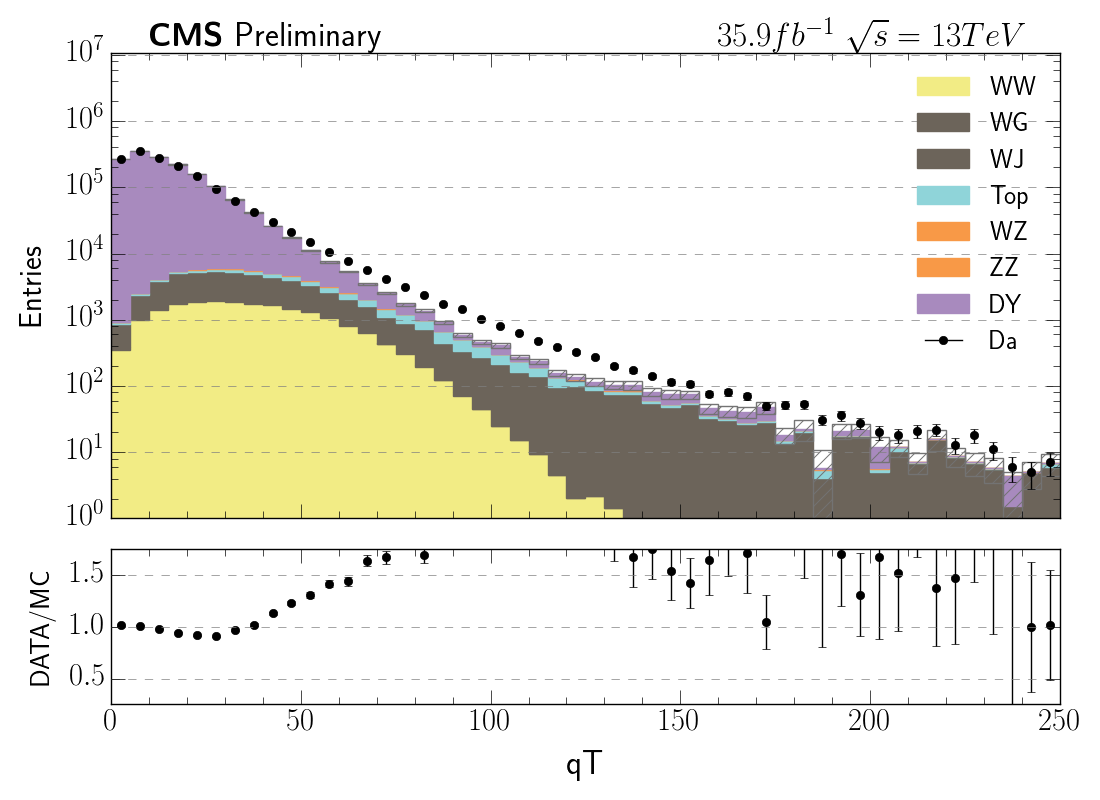 CMS Preliminary 35.9fb⁻¹ √s = 13TeV
10⁷
10⁶
10⁵
10⁴
10³
10²
10¹
10⁰
Entries
WW
WG
WJ
Top
WZ
ZZ
DY
Da
1.5
1.0
0.5
DATA/MC
0 50 100 150 200 250
qT